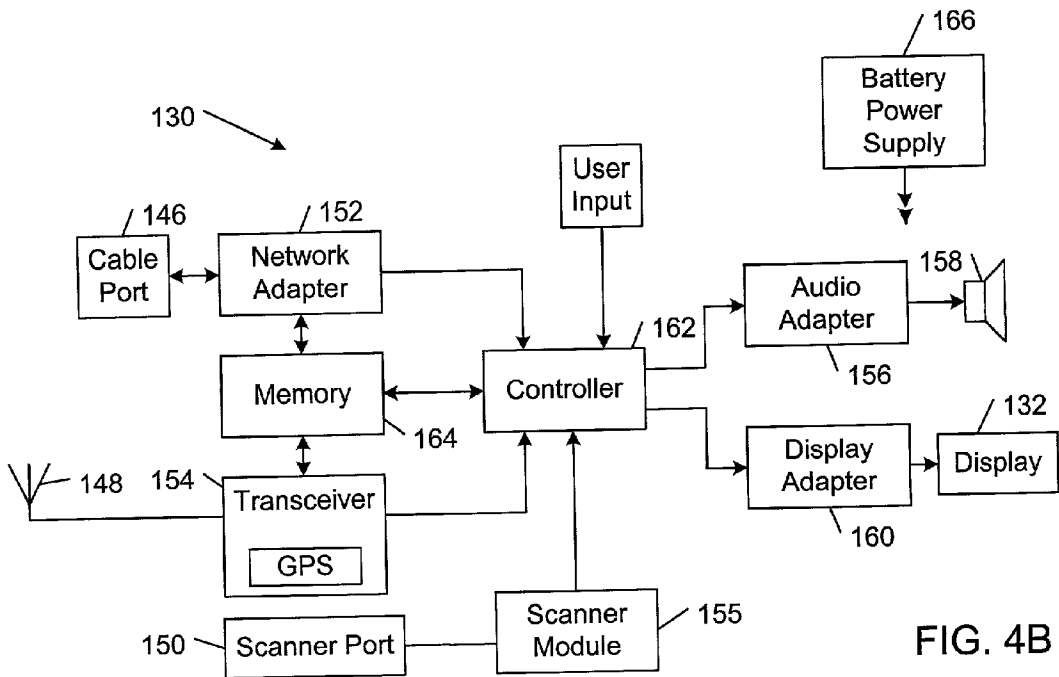 166
Battery
Power
Supply
130
User
Input
146
152
Cable
Port
Network
Adapter
158
Audio
Adapter
156
162
Controller
Memory
164
132
Display
Adapter
Display
160
148
154
Transceiver
GPS
155
Scanner
Module
150
Scanner Port
FIG. 4B